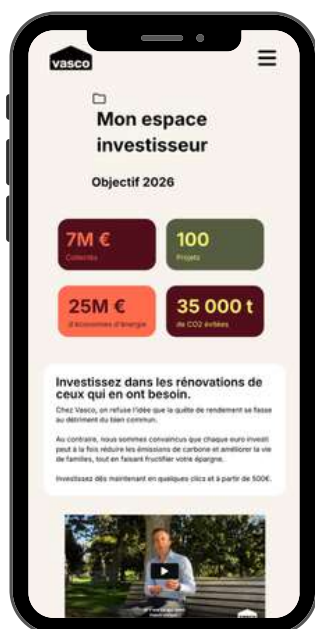 vasco
Mon espace
investisseur
Objectif 2026
7M €
Collectés
100
Projets
25M €
d'économies d'énergie
35 000 t
de CO2 évitées
Investissez dans les rénovations de
ceux qui en ont besoin.
Chez Vasco, on refuse l'idée que la quête de rendement se fasse
au détriment du bien commun.
Au contraire, nous sommes convaincus que chaque euro investi
peut à la fois réduire les émissions de carbone et améliorer la vie
de familles, tout en faisant fructifier votre épargne.
Investissez dès maintenant en quelques clics et à partir de 500€.
vasco